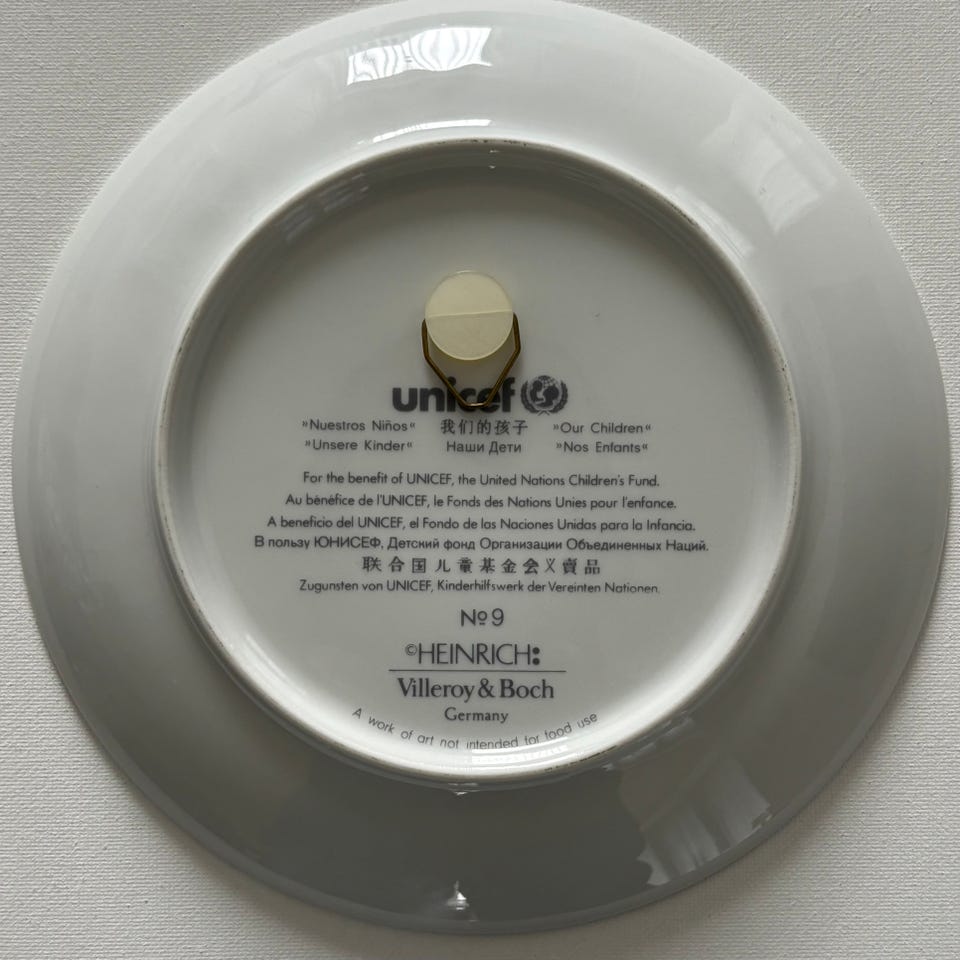 unicef
»Nuestros Niños« 我们的孩子 »Our Children«
»Unsere Kinder« Наши Дети »Nos Enfants«
For the benefit of UNICEF, the United Nations Children's Fund.
Au bénéfice de l'UNICEF, le Fonds des Nations Unies pour l'enfance.
A beneficio del UNICEF, el Fondo de las Naciones Unidas para la Infancia.
В пользу ЮНИСЕФ, Детский фонд Организации Объединенных Наций.
联合国儿童基金会义賣品
Zugunsten von UNICEF, Kinderhilfswerk der Vereinten Nationen.
Nº 9
©HEINRICH:
Villeroy & Boch
Germany
A work of art not intended for food use